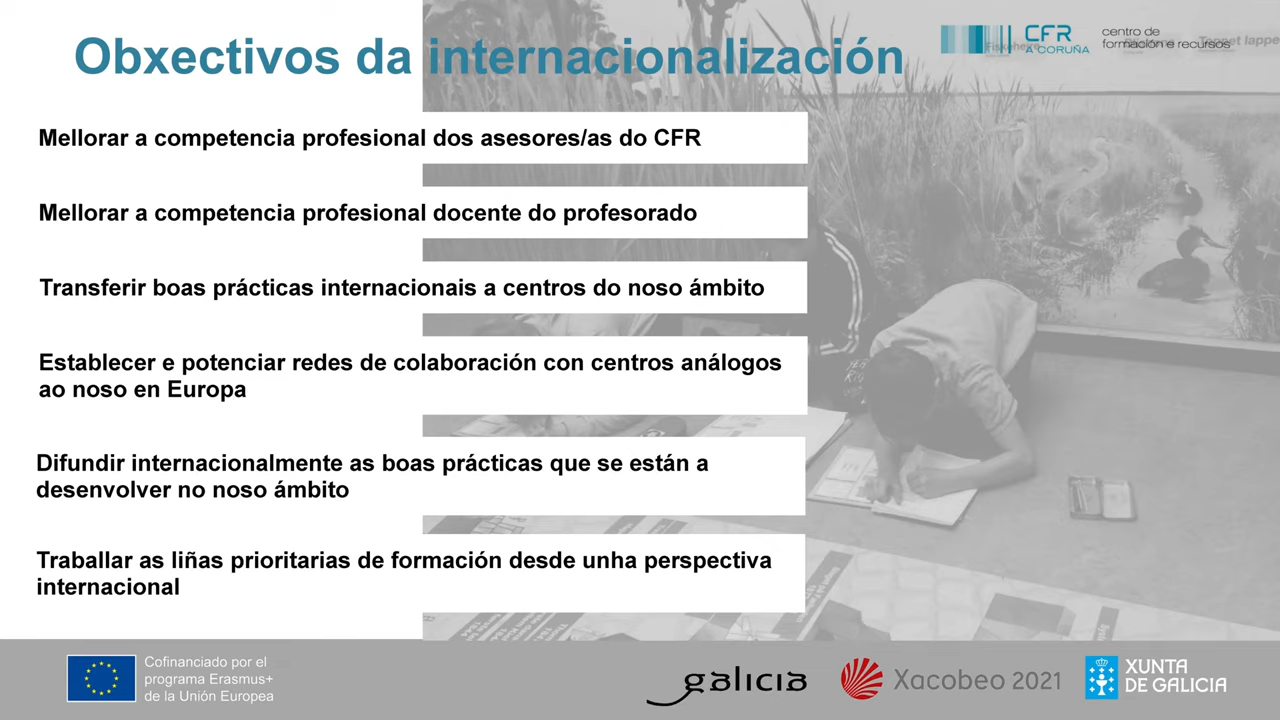 Obxectivos da internacionalización
CFR
A CORUÑA
centro de
formación e recursos
Mellorar a competencia profesional dos asesores/as do CFR
Mellorar a competencia profesional docente do profesorado
Transferir boas prácticas internacionais a centros do noso ámbito
Establecer e potenciar redes de colaboración con centros análogos
ao noso en Europa
Difundir internacionalmente as boas prácticas que se están a
desenvolver no noso ámbito
Traballar as liñas prioritarias de formación desde unha perspectiva
internacional
Cofinanciado por el
programa Erasmus+
de la Unión Europea
galicia
Xacobeo 2021
XUNTA
DE GALICIA